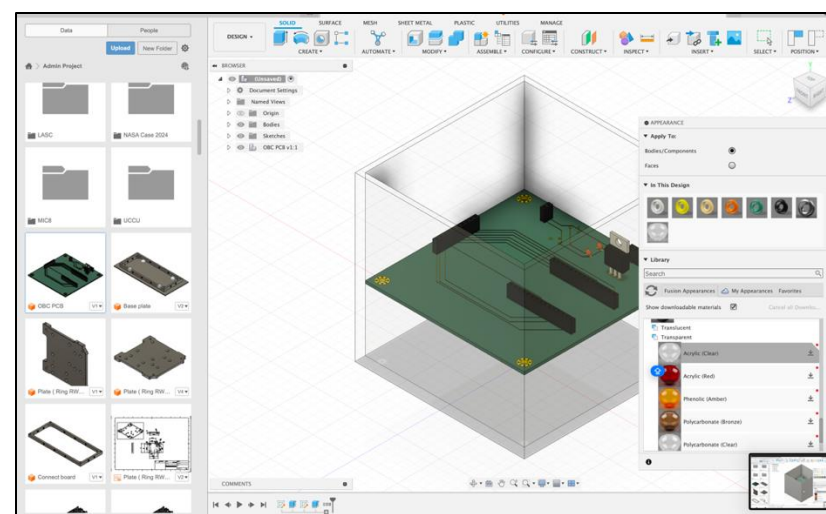 Data People
Upload New Folder
Admin Project
LASC
NASA Case 2024
MIC8
UCCU
OBC PCB V1
Base plate V2
Plate ( Ring RW... V1
Plate ( Ring RW... V4
Connect board V1
Plate ( Ring RW... V2
DESIGN
SOLID SURFACE MESH SHEET METAL PLASTIC UTILITIES MANAGE
CREATE AUTOMATE MODIFY ASSEMBLE CONFIGURE CONSTRUCT INSPECT INSERT SELECT POSITION
BROWSER
(Unsaved)
Document Settings
Named Views
Origin
Bodies
Sketches
OBC PCB v1:1
FRONT RIGHT
Z
APPEARANCE
Apply To:
Bodies/Components
Faces
In This Design
Library
Search
Fusion Appearances My Appearances Favorites
Show downloadable materials Cancel all Downlo...
Translucent
Transparent
Acrylic (Clear)
Acrylic (Red)
Phenolic (Amber)
Polycarbonate (Bronze)
Polycarbonate (Clear)
COMMENTS